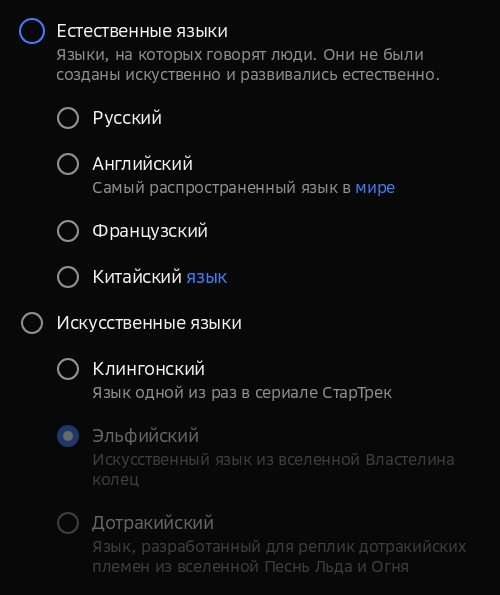 Естественные языки
Языки, на которых говорят люди. Они не были
созданы искуственно и развивались естественно.
Русский
Английский
Самый распространенный язык в мире
Французский
Китайский язык
Искусственные языки
Клингонский
Язык одной из раз в сериале СтарТрек
Эльфийский
Искусственный язык из вселенной Властелина
колец
Дотракийский
Язык, разработанный для реплик дотракийских
племен из вселенной Песнь Льда и Огня